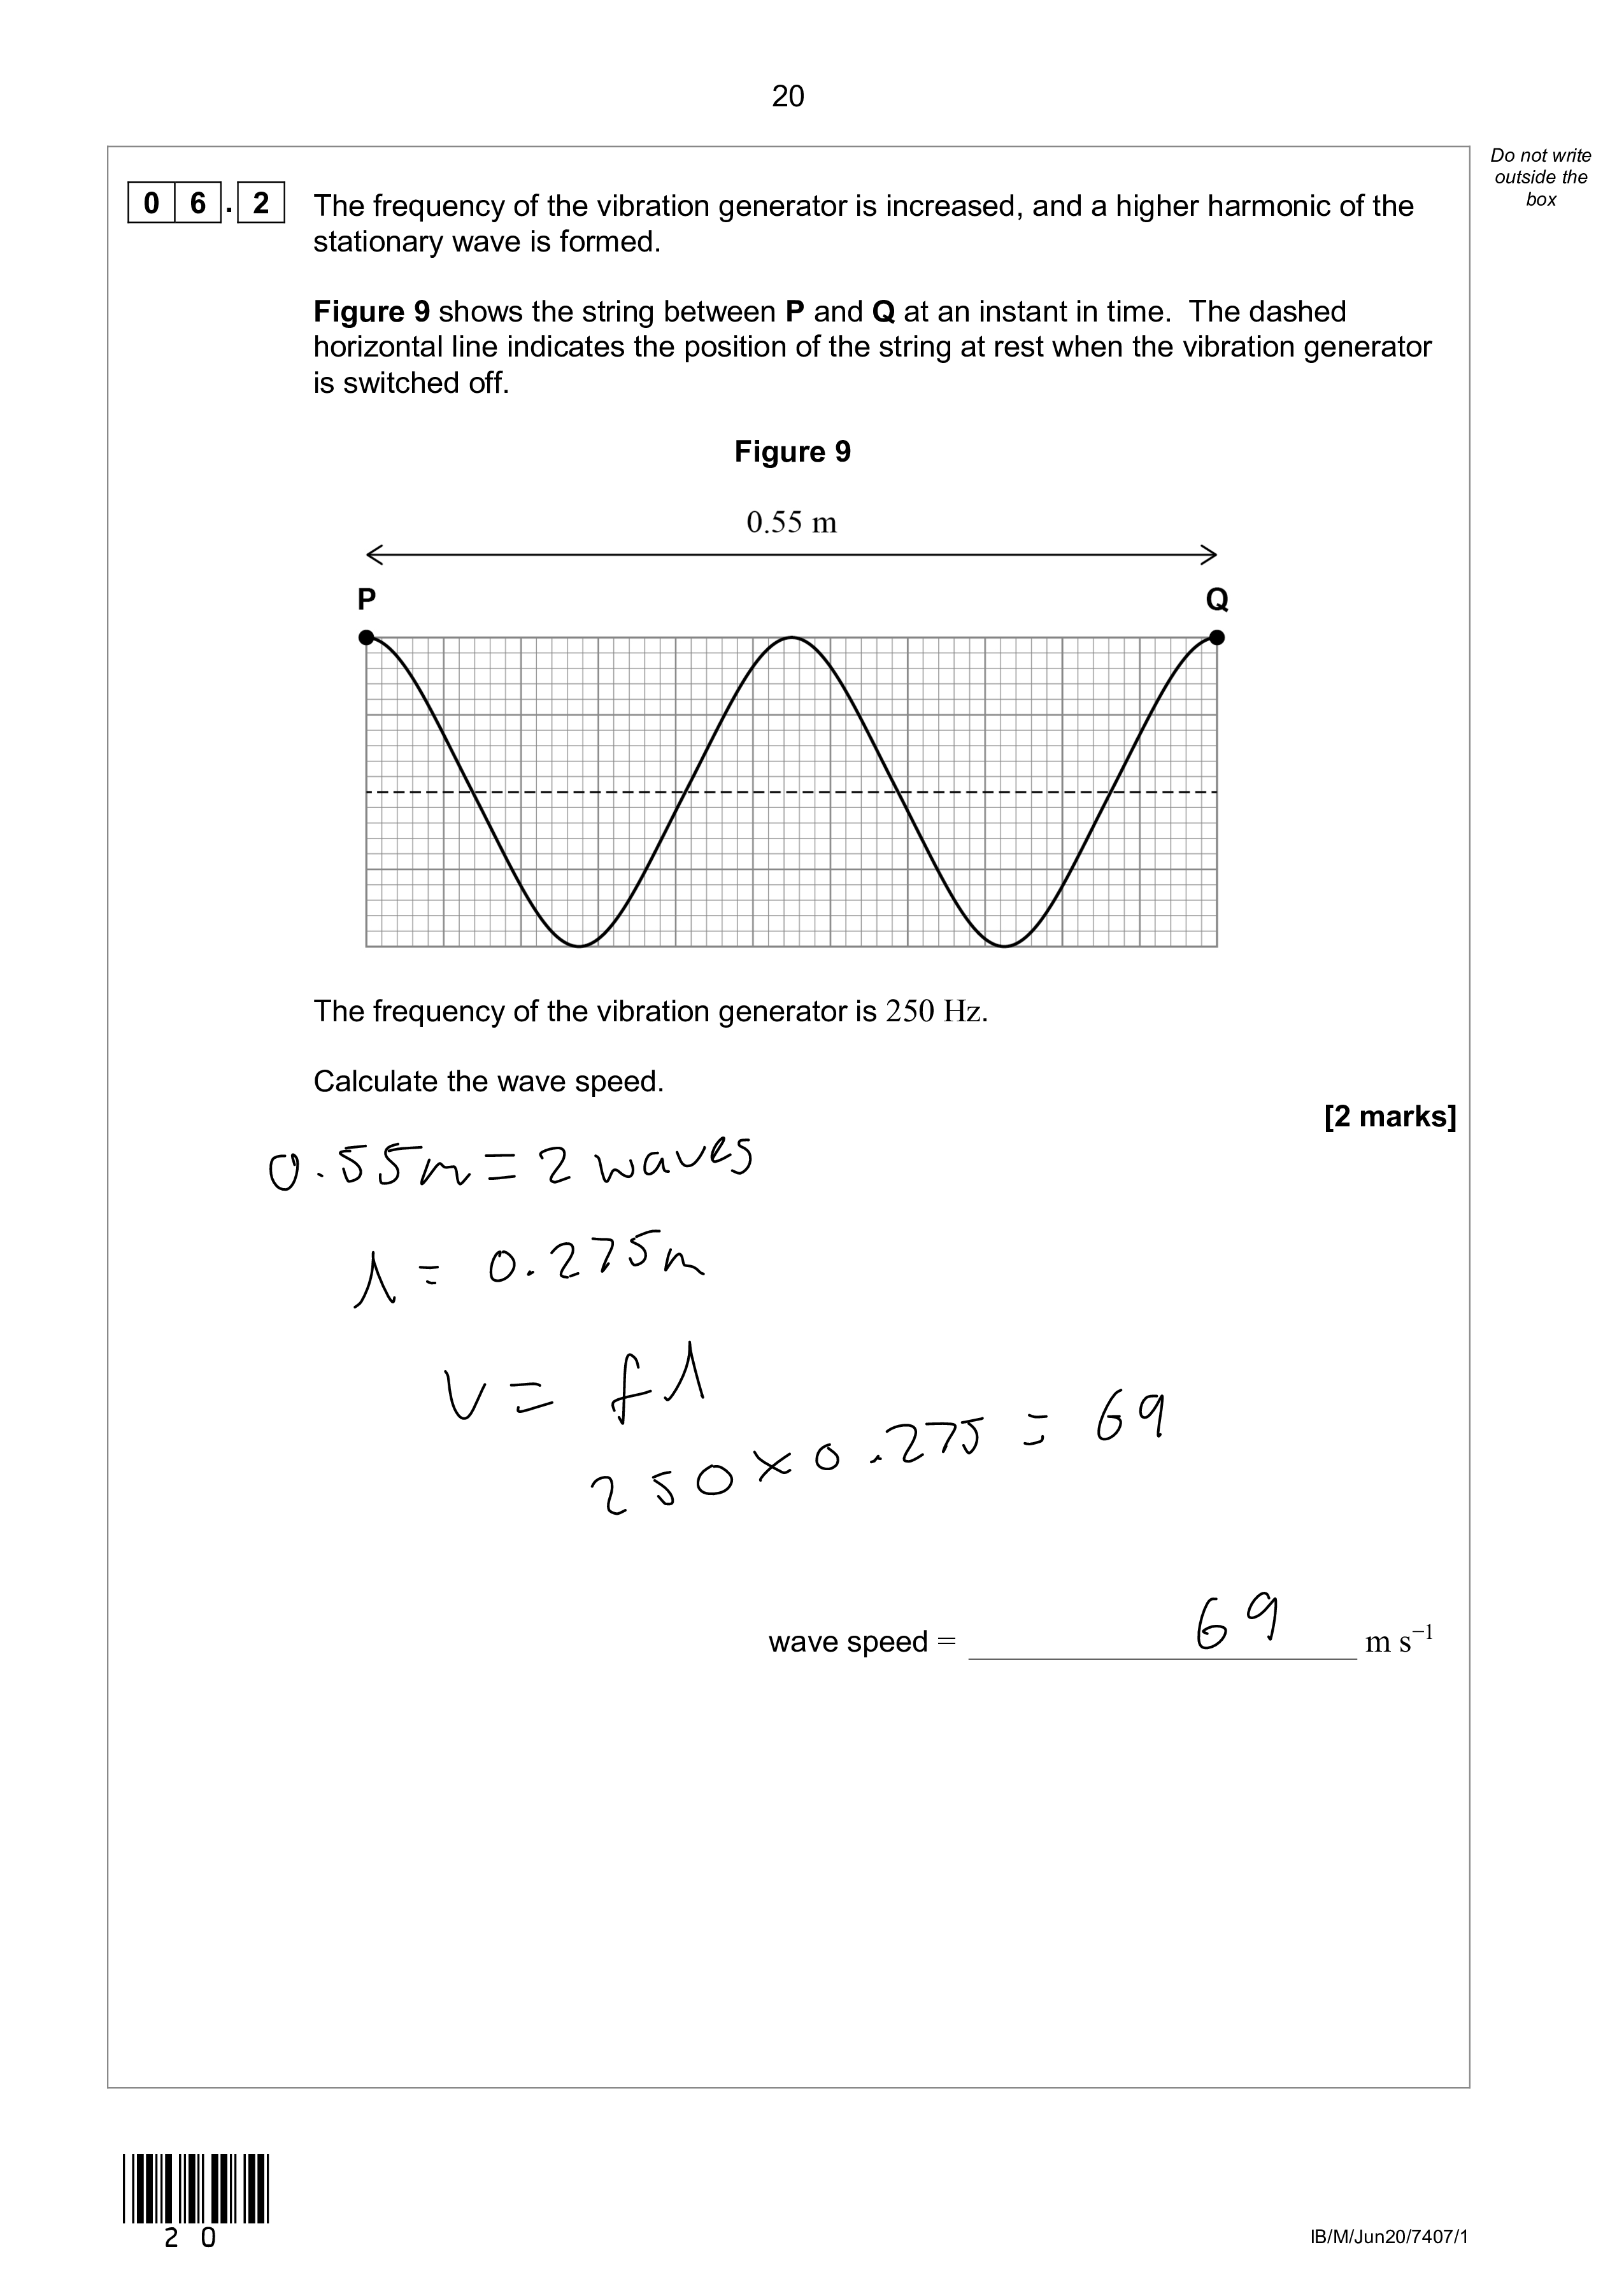 20
Do not write
outside the
box
0 6 . 2
The frequency of the vibration generator is increased, and a higher harmonic of the
stationary wave is formed.
Figure 9 shows the string between P and Q at an instant in time. The dashed
horizontal line indicates the position of the string at rest when the vibration generator
is switched off.
Figure 9
0.55 m
P Q
The frequency of the vibration generator is 250 Hz.
Calculate the wave speed.
[2 marks]
0.55m = 2 waves
λ = 0.275m
v = fλ
250 × 0.275 = 69
wave speed = 69 m s⁻¹
2 0
IB/M/Jun20/7407/1